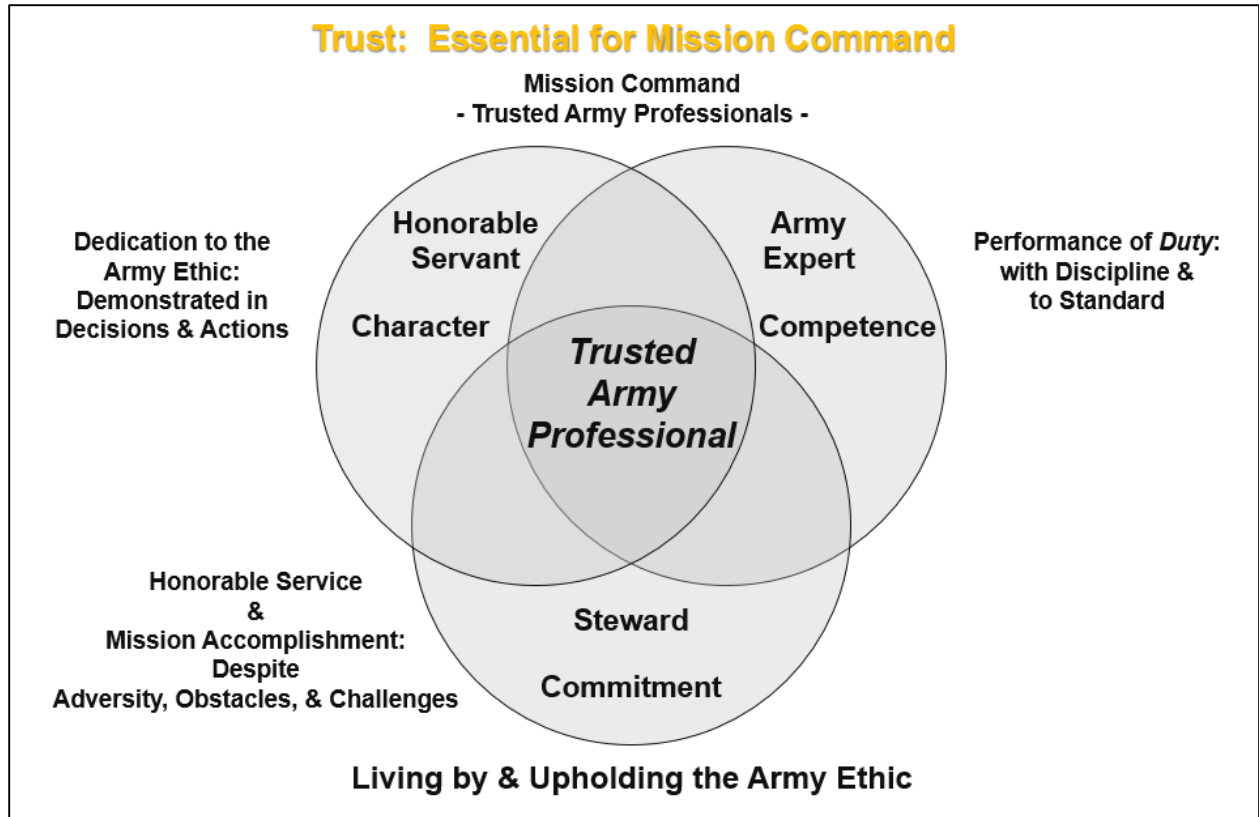 Trust:  Essential for Mission Command
Mission Command
- Trusted Army Professionals -
Honorable
Servant
Character
Army
Expert
Competence
Dedication to the
Army Ethic:
Demonstrated in
Decisions & Actions
Performance of Duty:
with Discipline &
to Standard
Trusted
Army
Professional
Honorable Service
&
Mission Accomplishment:
Despite
Adversity, Obstacles, & Challenges
Steward
Commitment
Living by & Upholding the Army Ethic